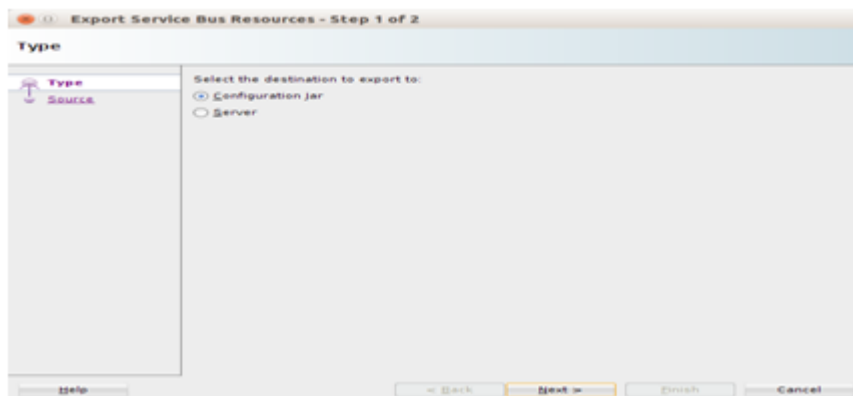 Export Service Bus Resources - Step 1 of 2
Type
Type
Source
Select the destination to export to:
Configuration Jar
Server
Help
< Back
Next >
Finish
Cancel